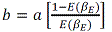 b = a [ (1−E(β_E)) / E(β_E) ]